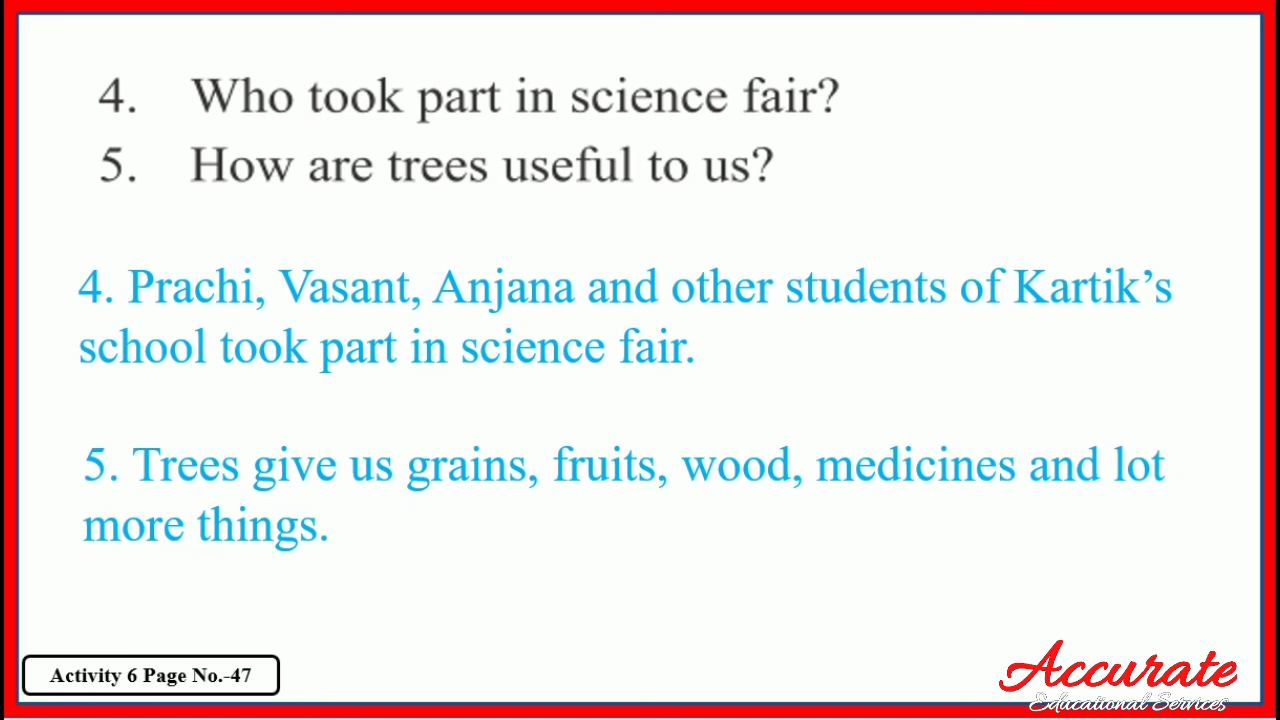 4. Who took part in science fair?
5. How are trees useful to us?
4. Prachi, Vasant, Anjana and other students of Kartik’s
school took part in science fair.
5. Trees give us grains, fruits, wood, medicines and lot
more things.
Activity 6 Page No.-47
Accurate
Educational Services